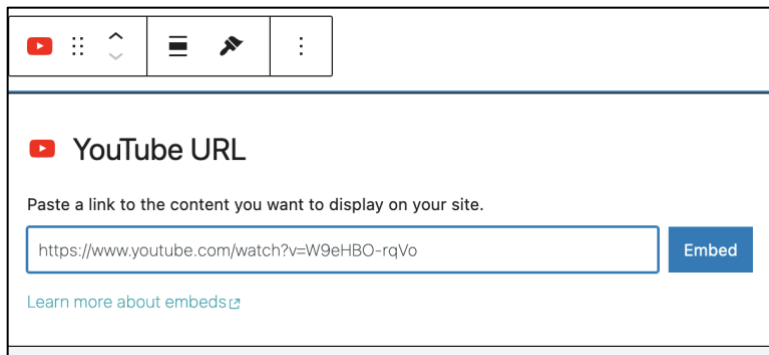 YouTube URL
Paste a link to the content you want to display on your site.
https://www.youtube.com/watch?v=W9eHBO-rqVo
Embed
Learn more about embeds